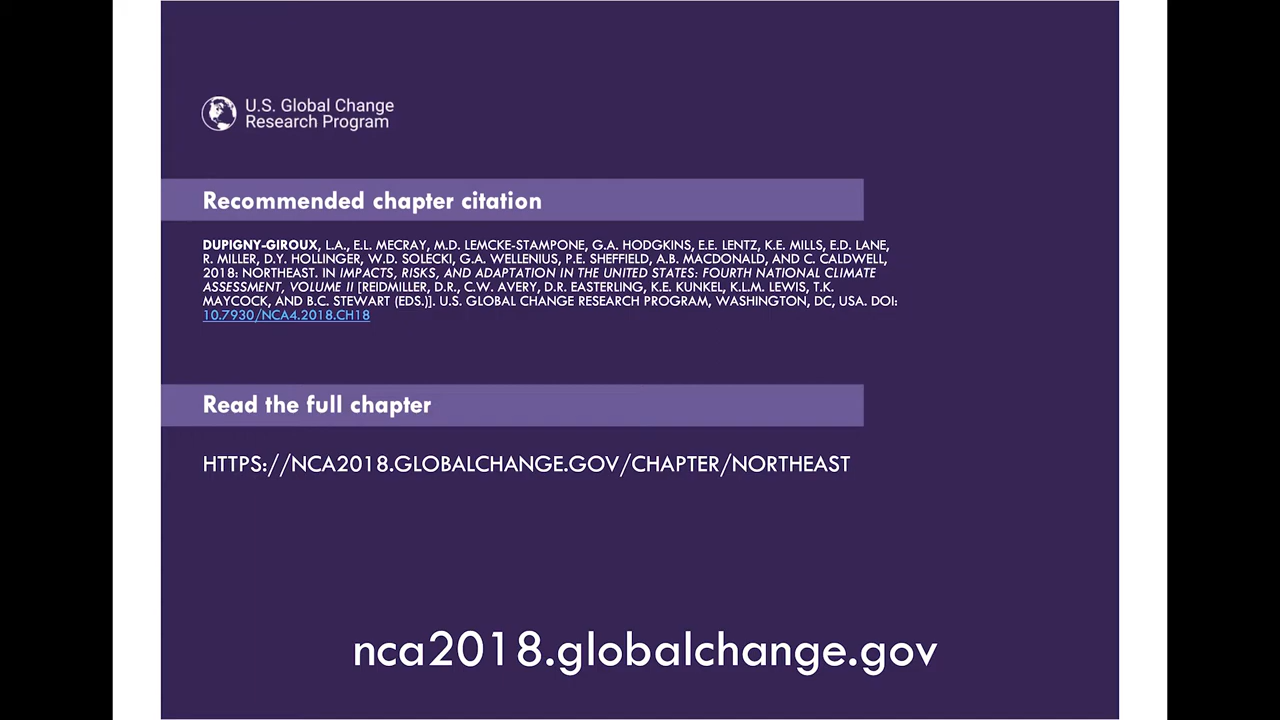 U.S. Global Change
Research Program
Recommended chapter citation
DUPIGNY-GIROUX, L.A., E.L. MECRAY, M.D. LEMCKE-STAMPONE, G.A. HODGKINS, E.E. LENTZ, K.E. MILLS, E.D. LANE,
R. MILLER, D.Y. HOLLINGER, W.D. SOLECKI, G.A. WELLENIUS, P.E. SHEFFIELD, A.B. MACDONALD, AND C. CALDWELL,
2018: NORTHEAST. IN IMPACTS, RISKS, AND ADAPTATION IN THE UNITED STATES: FOURTH NATIONAL CLIMATE
ASSESSMENT, VOLUME II [REIDMILLER, D.R., C.W. AVERY, D.R. EASTERLING, K.E. KUNKEL, K.L.M. LEWIS, T.K.
MAYCOCK, AND B.C. STEWART (EDS.)]. U.S. GLOBAL CHANGE RESEARCH PROGRAM, WASHINGTON, DC, USA. DOI:
10.7930/NCA4.2018.CH18
Read the full chapter
HTTPS://NCA2018.GLOBALCHANGE.GOV/CHAPTER/NORTHEAST
nca2018.globalchange.gov